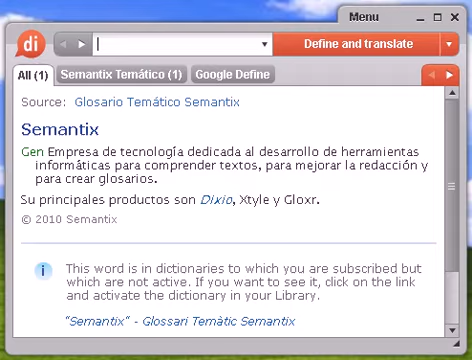 Menu
di
Define and translate
All (1)
Semantix Temático (1)
Google Define
Source: Glosario Temático Semantix
Semantix
Gen Empresa de tecnología dedicada al desarrollo de herramientas
informáticas para comprender textos, para mejorar la redacción y
para crear glosarios.
Su principales productos son Dixio, Xtyle y Gloxr.
© 2010 Semantix
i
This word is in dictionaries to which you are subscribed but
which are not active. If you want to see it, click on the link
and activate the dictionary in your Library.
"Semantix" - Glossari Temàtic Semantix